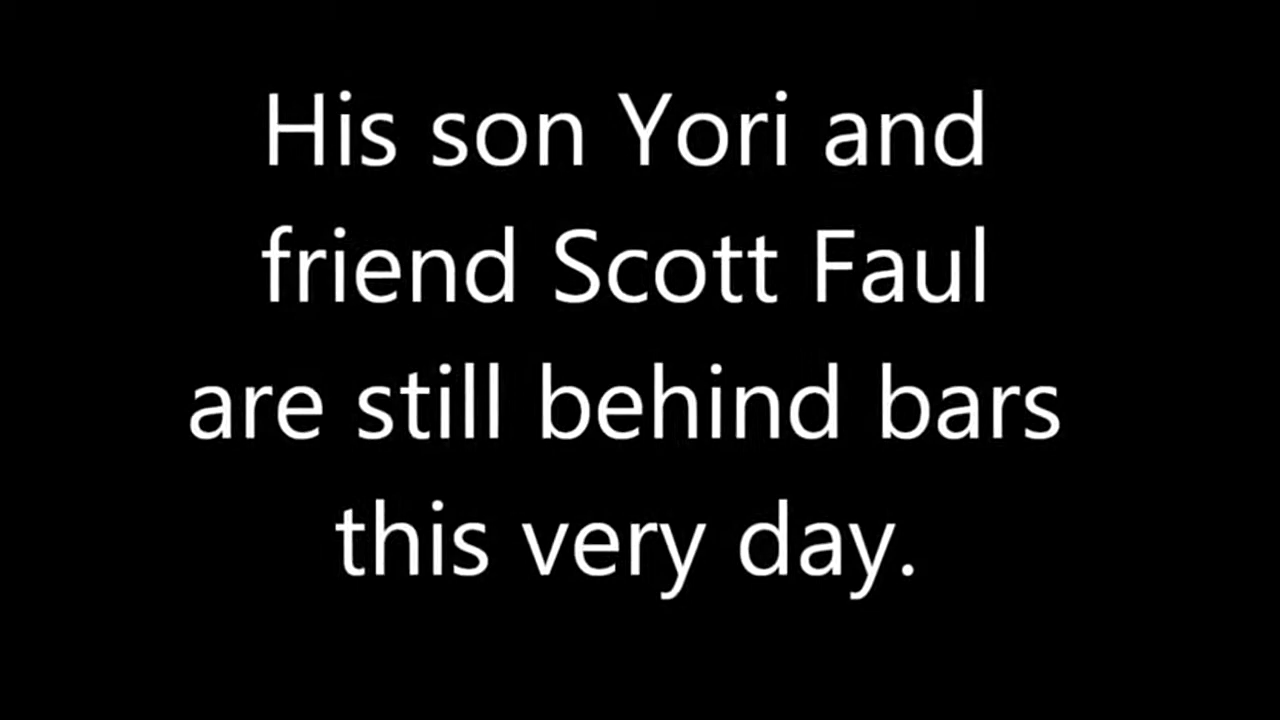 His son Yori and
friend Scott Faul
are still behind bars
this very day.